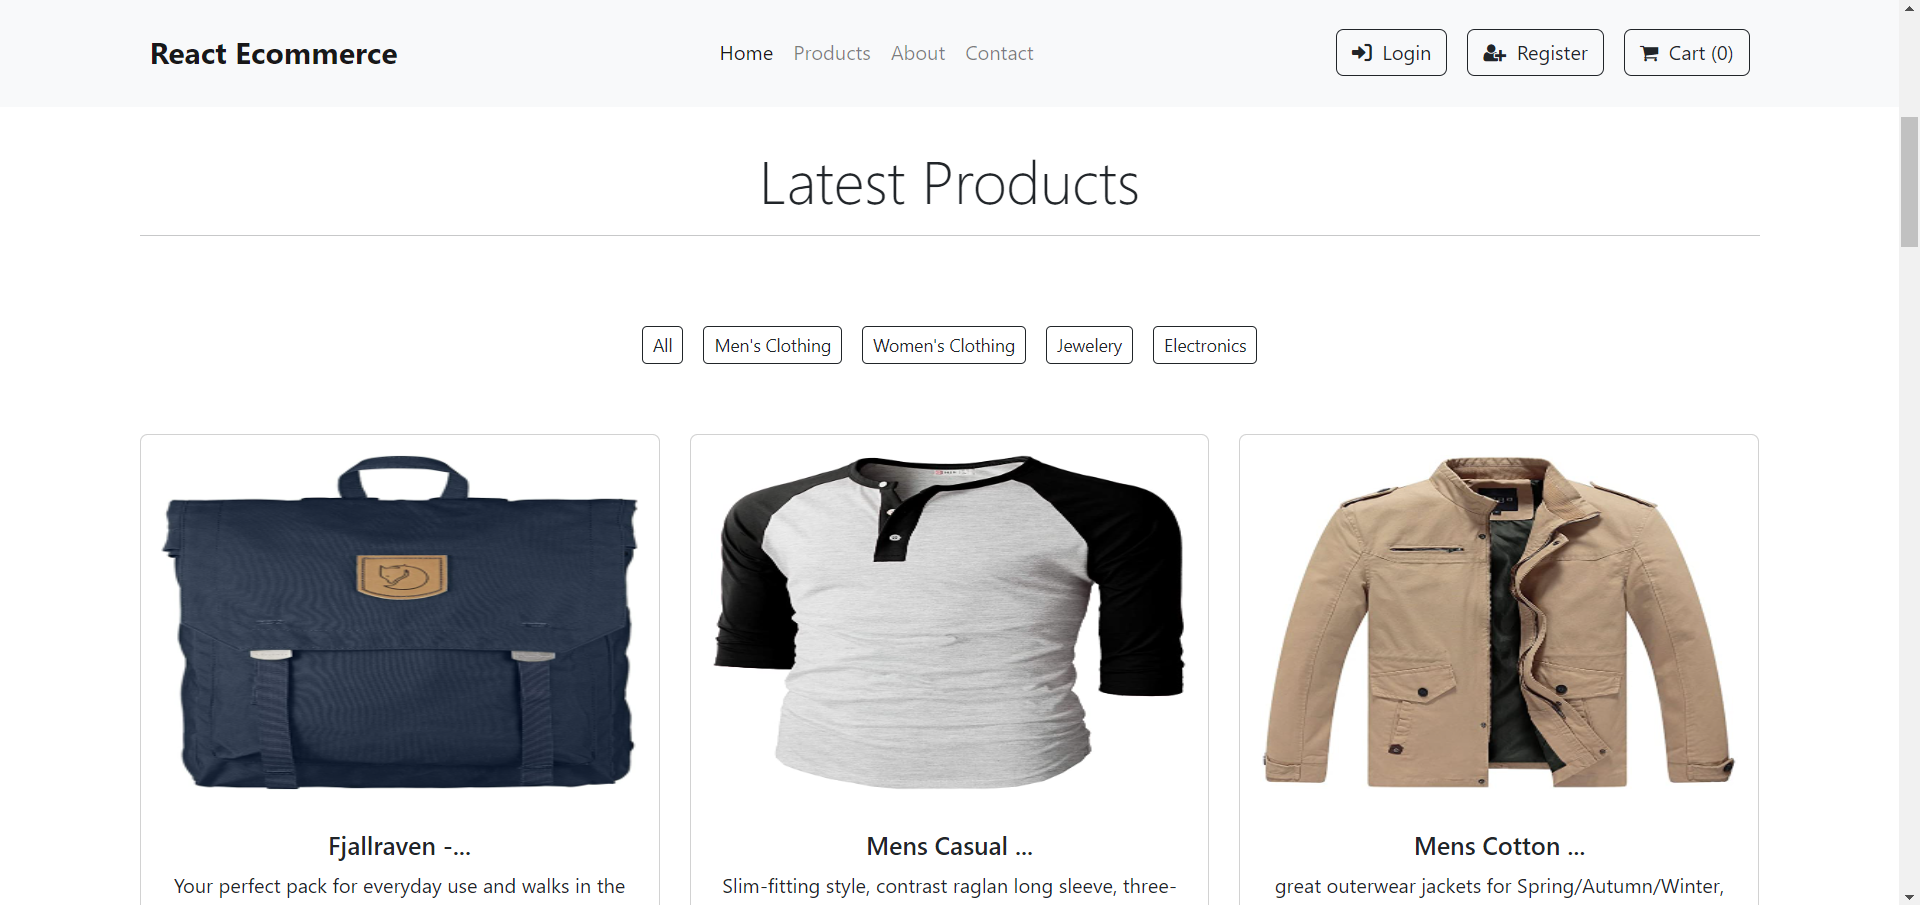 React Ecommerce
Home Products About Contact
Login Register Cart (0)
Latest Products
All Men's Clothing Women's Clothing Jewelery Electronics
Fjallraven -...
Your perfect pack for everyday use and walks in the
Mens Casual ...
Slim-fitting style, contrast raglan long sleeve, three-
Mens Cotton ...
great outerwear jackets for Spring/Autumn/Winter,